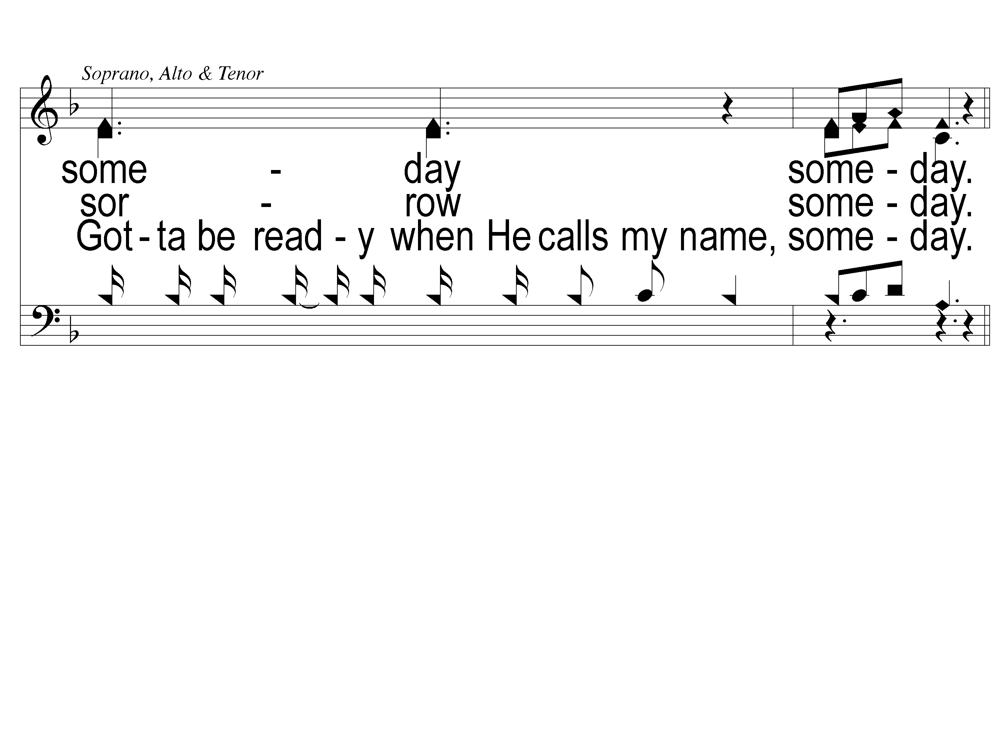 Soprano, Alto & Tenor
some - day some - day.
sor - row some - day.
Got - ta be read - y when He calls my name, some - day.